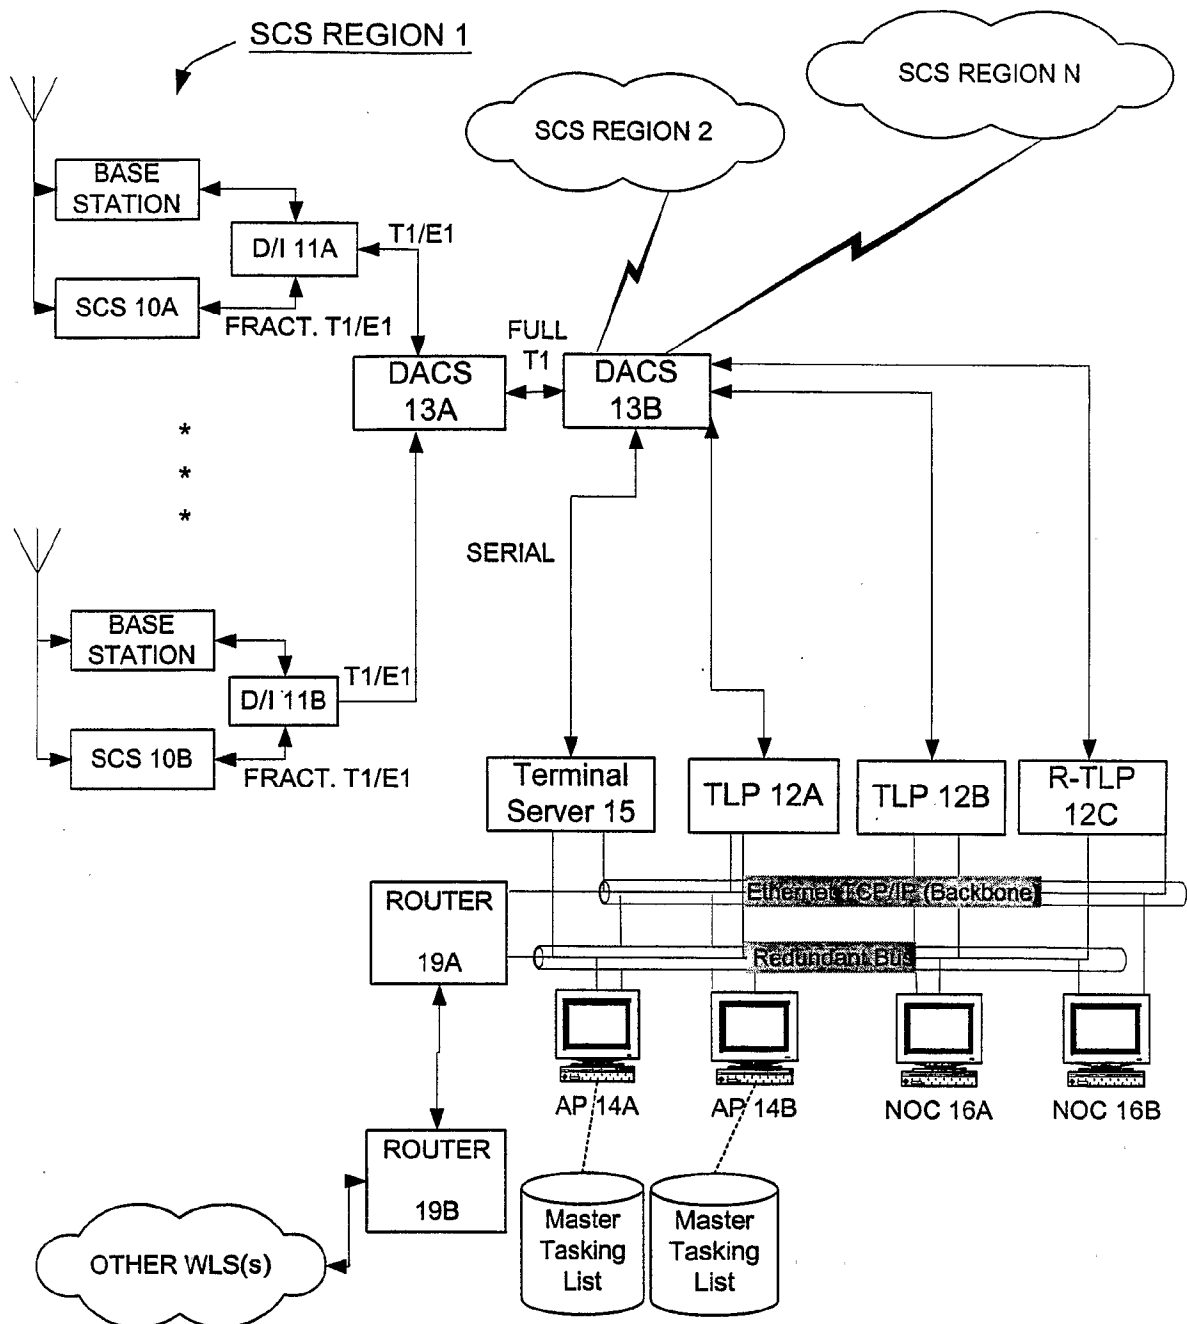 SCS REGION 1
SCS REGION N
SCS REGION 2
BASE
STATION
D/I 11A
T1/E1
SCS 10A
FRACT. T1/E1
FULL
T1
DACS
13A
DACS
13B
*
*
*
SERIAL
BASE
STATION
T1/E1
D/I 11B
SCS 10B
FRACT. T1/E1
Terminal
Server 15
TLP 12A
TLP 12B
R-TLP
12C
ROUTER
19A
Ethernet TCP/IP (Backbone)
Redundant Bus
AP 14A
AP 14B
NOC 16A
NOC 16B
ROUTER
19B
Master
Tasking
List
Master
Tasking
List
OTHER WLS(s)